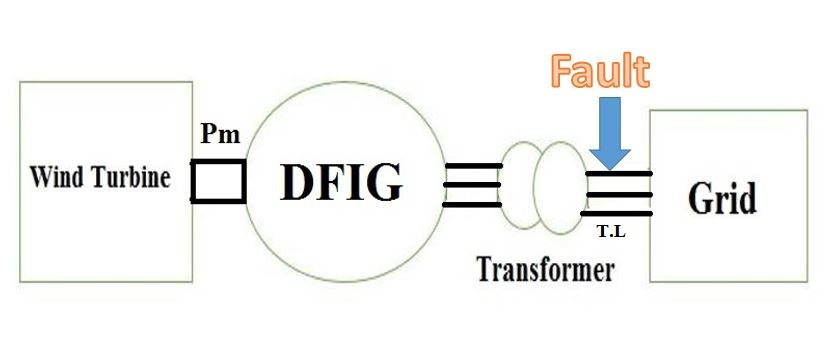 Fault
Pm
Wind Turbine
DFIG
Grid
T.L
Transformer